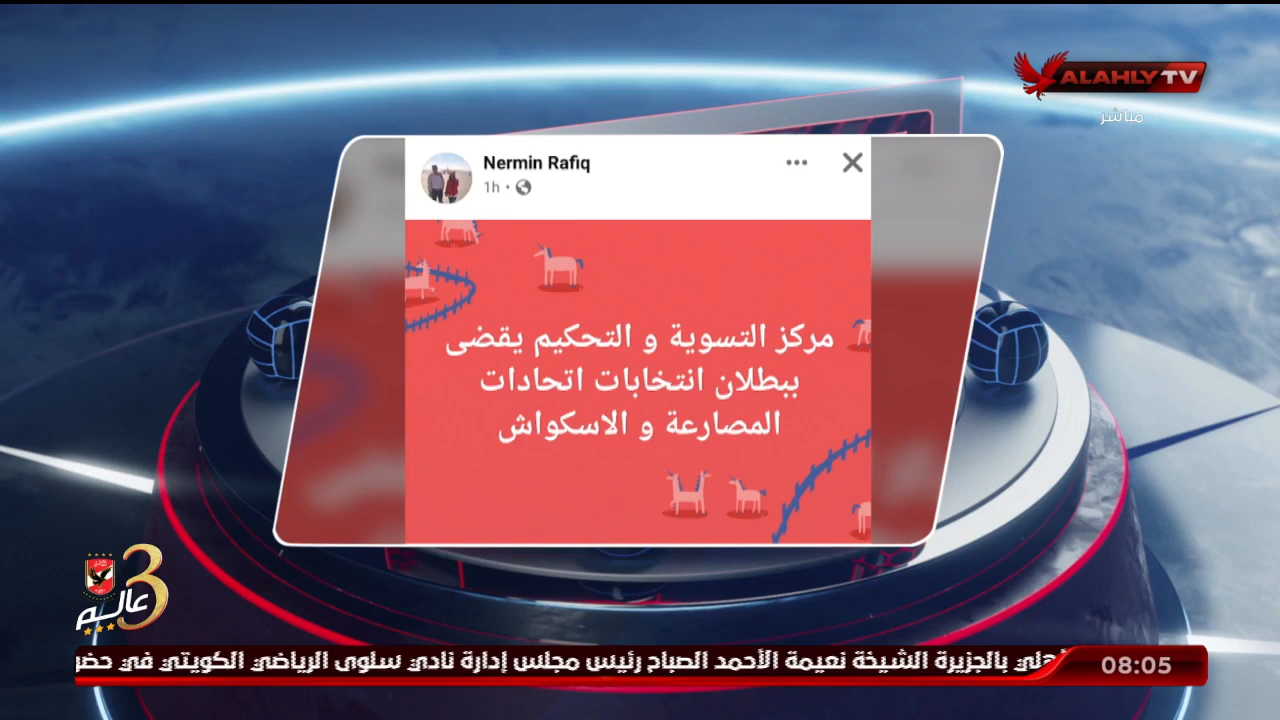 ALAHLY TV
مباشر
Nermin Rafiq
1h
مركز التسوية و التحكيم يقضى
ببطلان انتخابات اتحادات
المصارعة و الاسكواش
3
عالم
بالجزيرة الشيخة نعيمة الأحمد الصباح رئيس مجلس إدارة نادي سلوى الرياضي الكويتي في
08:05